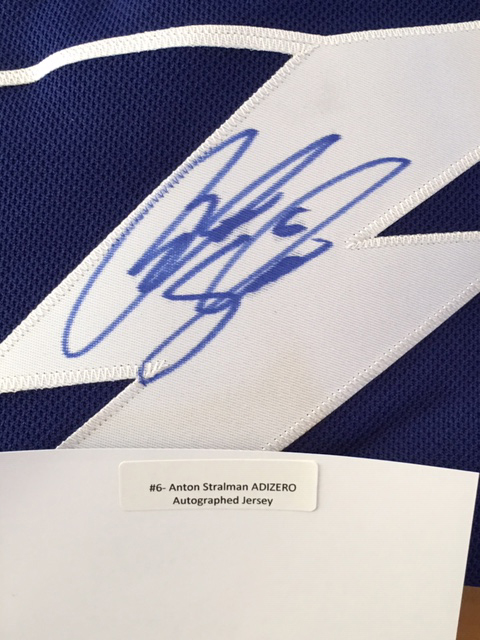 #6- Anton Stralman ADIZERO
Autographed Jersey